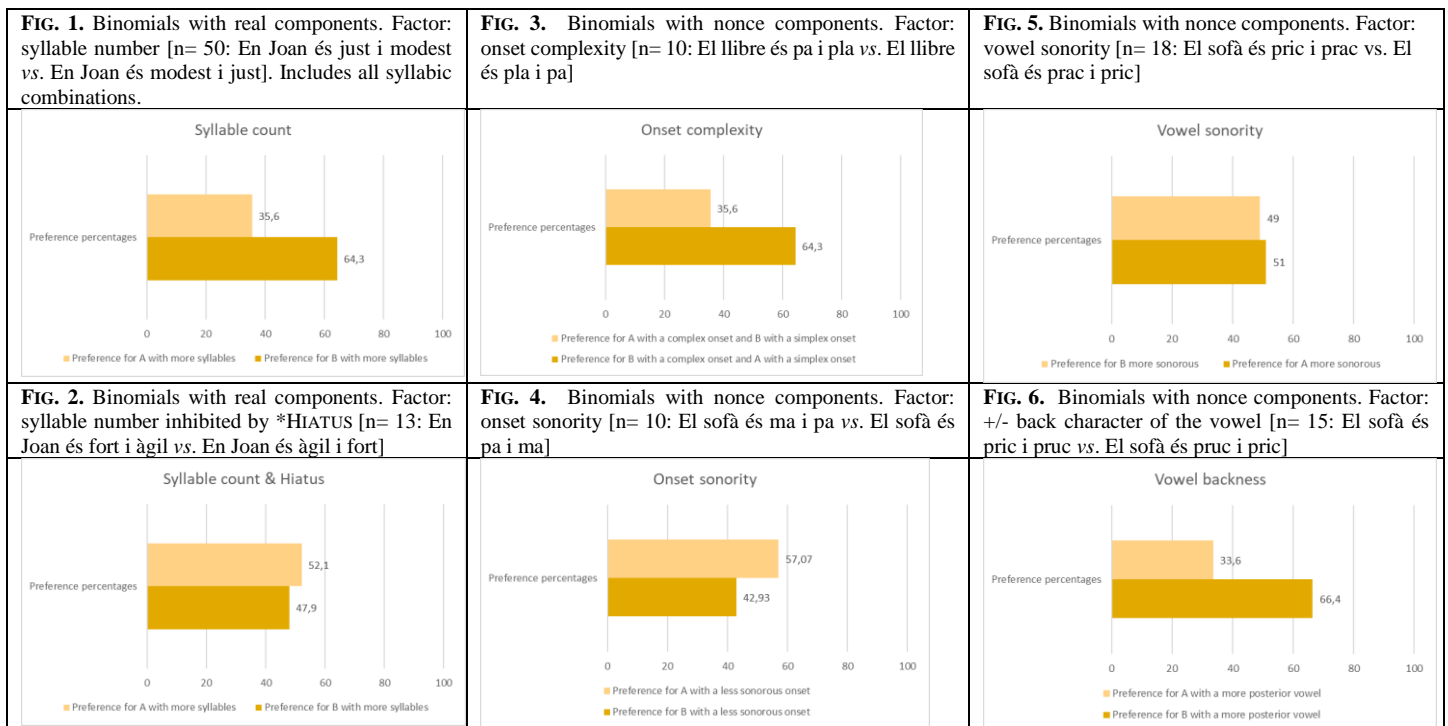 FIG. 1. Binomials with real components. Factor:
syllable number [n= 50: En Joan és just i modest
vs. En Joan és modest i just]. Includes all syllabic
combinations.
Syllable count
35,6
Preference percentages
64,3
0 20 40 60 80 100
Preference for A with more syllables Preference for B with more syllables
FIG. 2. Binomials with real components. Factor:
syllable number inhibited by *HIATUS [n= 13: En
Joan és fort i àgil vs. En Joan és àgil i fort]
Syllable count & Hiatus
52,1
Preference percentages
47,9
0 20 40 60 80 100
Preference for A with more syllables Preference for B with more syllables
FIG. 3. Binomials with nonce components. Factor:
onset complexity [n= 10: El llibre és pa i pla vs. El llibre
és pla i pa]
Onset complexity
35,6
Preference percentages
64,3
0 20 40 60 80 100
Preference for A with a complex onset and B with a simplex onset
Preference for B with a complex onset and A with a simplex onset
FIG. 4. Binomials with nonce components. Factor:
onset sonority [n= 10: El sofà és ma i pa vs. El sofà és
pa i ma]
Onset sonority
57,07
Preference percentages
42,93
0 20 40 60 80 100
Preference for A with a less sonorous onset
Preference for B with a less sonorous onset
FIG. 5. Binomials with nonce components. Factor:
vowel sonority [n= 18: El sofà és pric i prac vs. El
sofà és prac i pric]
Vowel sonority
49
Preference percentages
51
0 20 40 60 80 100
Preference for B more sonorous Preference for A more sonorous
FIG. 6. Binomials with nonce components. Factor:
+/- back character of the vowel [n= 15: El sofà és
pric i pruc vs. El sofà és pruc i pric]
Vowel backness
33,6
Preference percentages
66,4
0 20 40 60 80 100
Preference for A with a more posterior vowel
Preference for B with a more posterior vowel